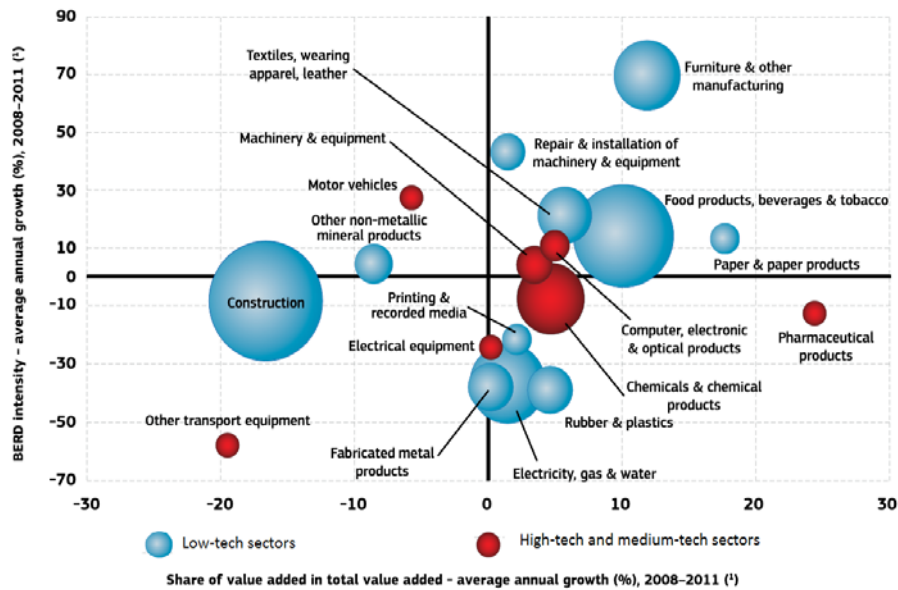 BERD intensity – average annual growth (%), 2008–2011 (¹)
90
70
50
30
10
0
-10
-30
-50
-70
-30
-20
-10
0
10
20
30
Textiles, wearing
apparel, leather
Furniture & other
manufacturing
Machinery & equipment
Repair & installation of
machinery & equipment
Motor vehicles
Food products, beverages & tobacco
Other non-metallic
mineral products
Paper & paper products
Construction
Printing &
recorded media
Computer, electronic
& optical products
Pharmaceutical
products
Electrical equipment
Chemicals & chemical
products
Other transport equipment
Rubber & plastics
Fabricated metal
products
Electricity, gas & water
Low-tech sectors
High-tech and medium-tech sectors
Share of value added in total value added – average annual growth (%), 2008–2011 (¹)